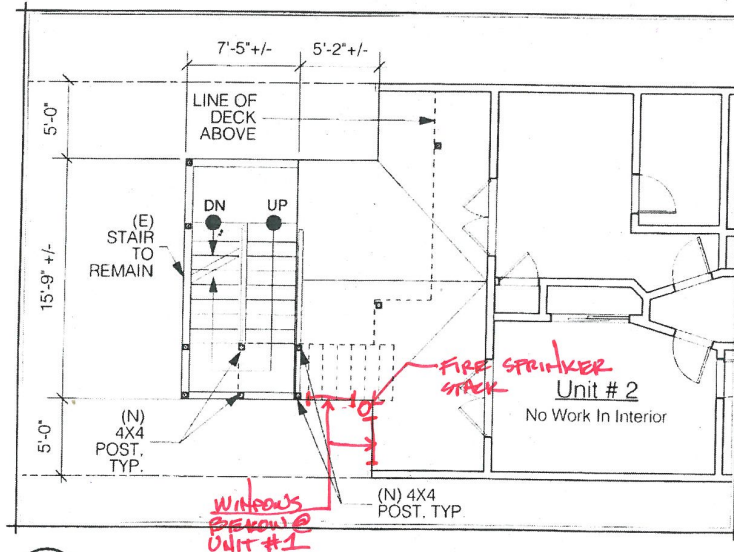 7'-5"+/-
5'-2"+/-
LINE OF
DECK
ABOVE
5'-0"
DN
UP
(E)
STAIR
TO
REMAIN
15'-9" +/-
FIRE SPRINKER
STACK
Unit # 2
No Work In Interior
5'-0"
(N)
4X4
POST,
TYP.
(N) 4X4
POST, TYP.
WINDOWS
BELOW @
UNIT #1